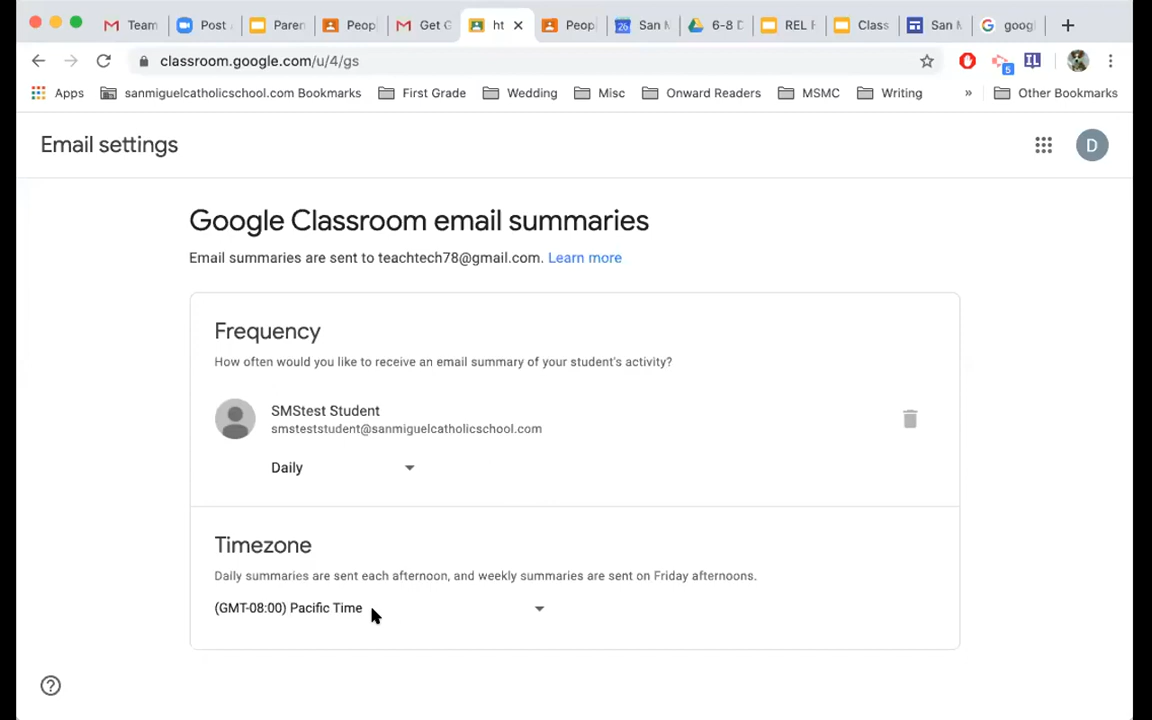 Team Post Paren Peop Get G ht Peop San M 6-8 D REL F Class San M goog
classroom.google.com/u/4/gs
5 IL
Apps sanmiguelcatholicschool.com Bookmarks First Grade Wedding Misc Onward Readers MSMC Writing » Other Bookmarks
Email settings
D
Google Classroom email summaries
Email summaries are sent to teachtech78@gmail.com. Learn more
Frequency
How often would you like to receive an email summary of your student's activity?
SMStest Student
smsteststudent@sanmiguelcatholicschool.com
Daily
Timezone
Daily summaries are sent each afternoon, and weekly summaries are sent on Friday afternoons.
(GMT-08:00) Pacific Time